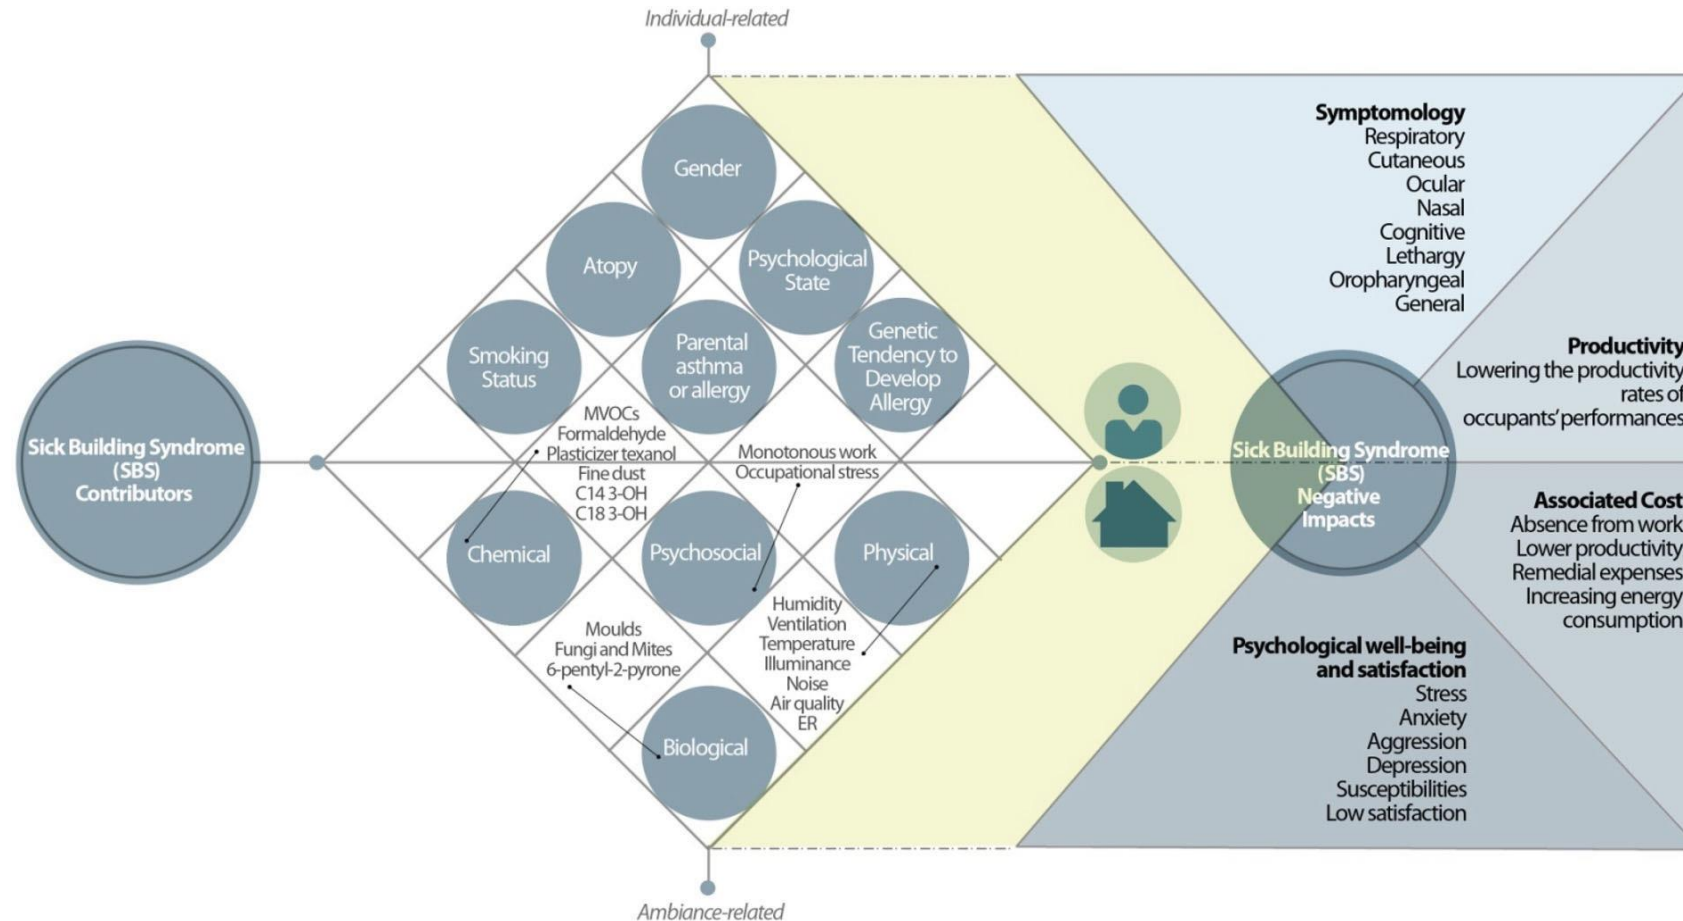 Individual-related
Gender
Atopy
Psychological
State
Smoking
Status
Parental
asthma
or allergy
Genetic
Tendency to
Develop
Allergy
MVOCs
Formaldehyde
Plasticizer texanol
Fine dust
C14 3-OH
C18 3-OH
Monotonous work
Occupational stress
Sick Building Syndrome
(SBS)
Contributors
Chemical
Psychosocial
Physical
Moulds
Fungi and Mites
6-pentyl-2-pyrone
Humidity
Ventilation
Temperature
Illuminance
Noise
Air quality
ER
Biological
Ambiance-related
Sick Building Syndrome
(SBS)
Negative
Impacts
Symptomology
Respiratory
Cutaneous
Ocular
Nasal
Cognitive
Lethargy
Oropharyngeal
General
Productivity
Lowering the productivity
rates of
occupants' performances
Associated Cost
Absence from work
Lower productivity
Remedial expenses
Increasing energy
consumption
Psychological well-being
and satisfaction
Stress
Anxiety
Aggression
Depression
Susceptibilities
Low satisfaction